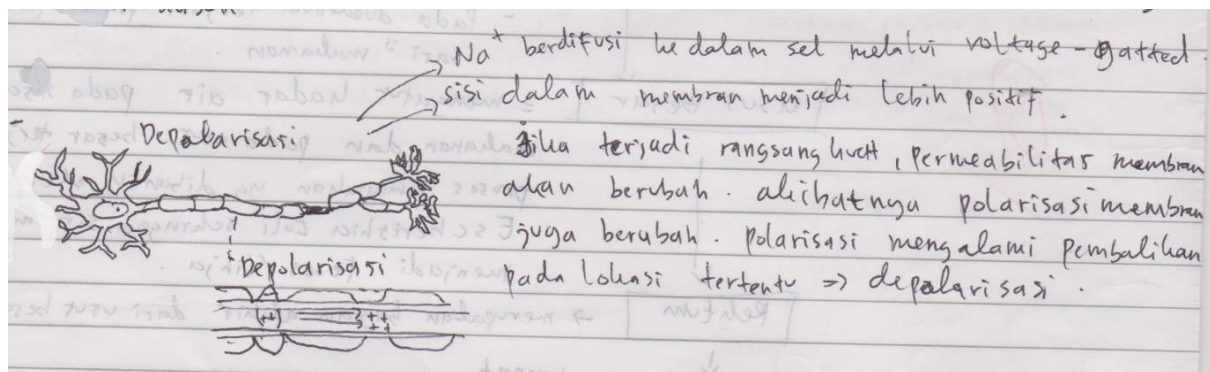 Na⁺ berdifusi ke dalam sel melalui voltage - gatted.
sisi dalam membran menjadi lebih positif.
- Depolarisasi
Jika terjadi rangsang kuat, permeabilitas membran
akan berubah. akibatnya polarisasi membran
juga berubah. polarisasi mengalami pembalikan
pada lokasi tertentu => depolarisasi.
Depolarisasi